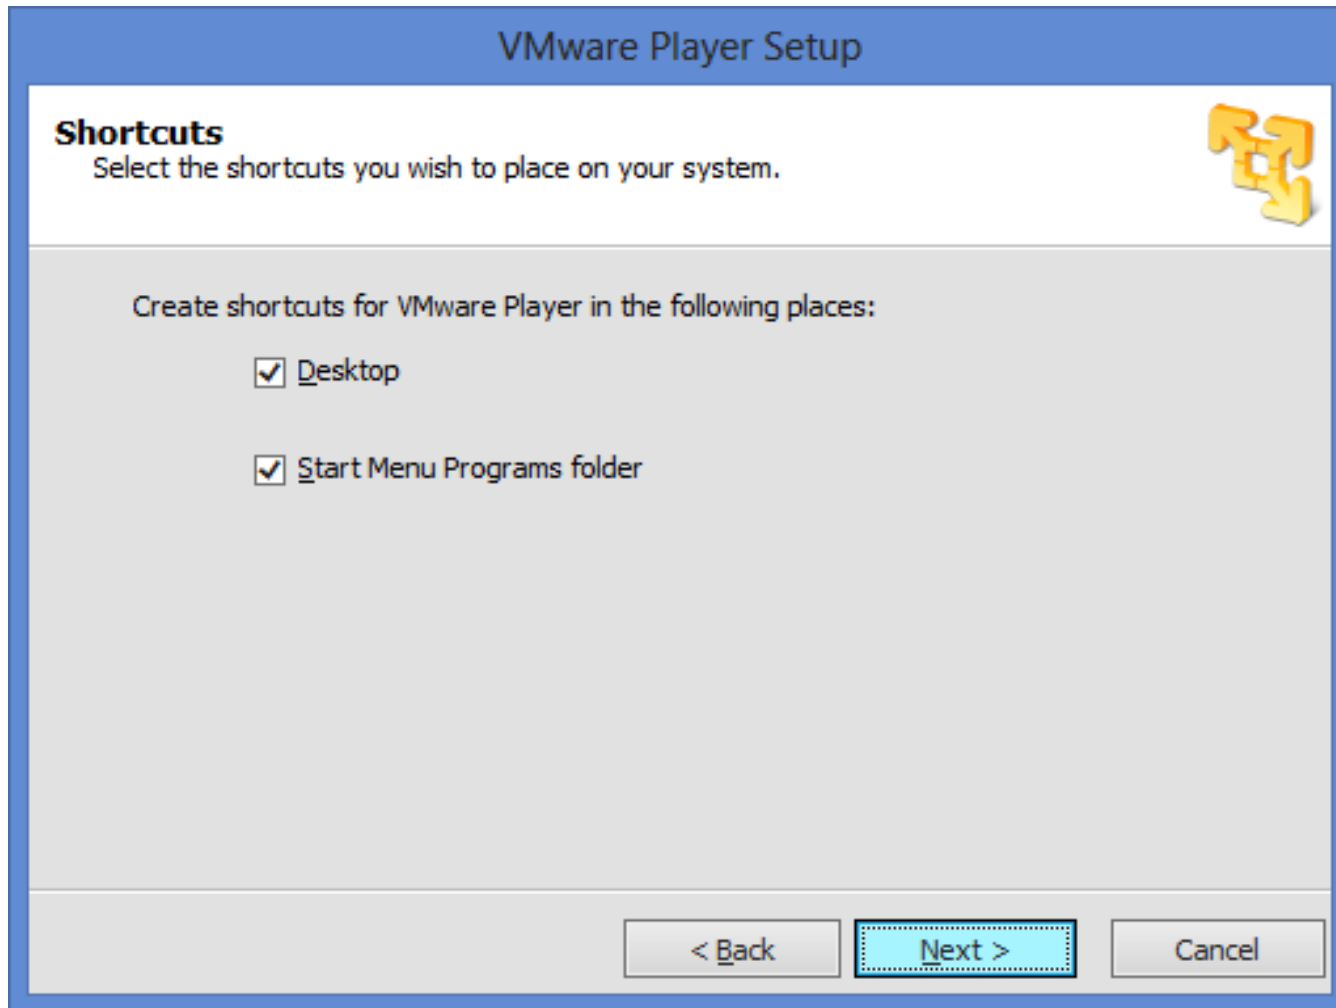 VMware Player Setup
Shortcuts
Select the shortcuts you wish to place on your system.
Create shortcuts for VMware Player in the following places:
Desktop
Start Menu Programs folder
< Back
Next >
Cancel